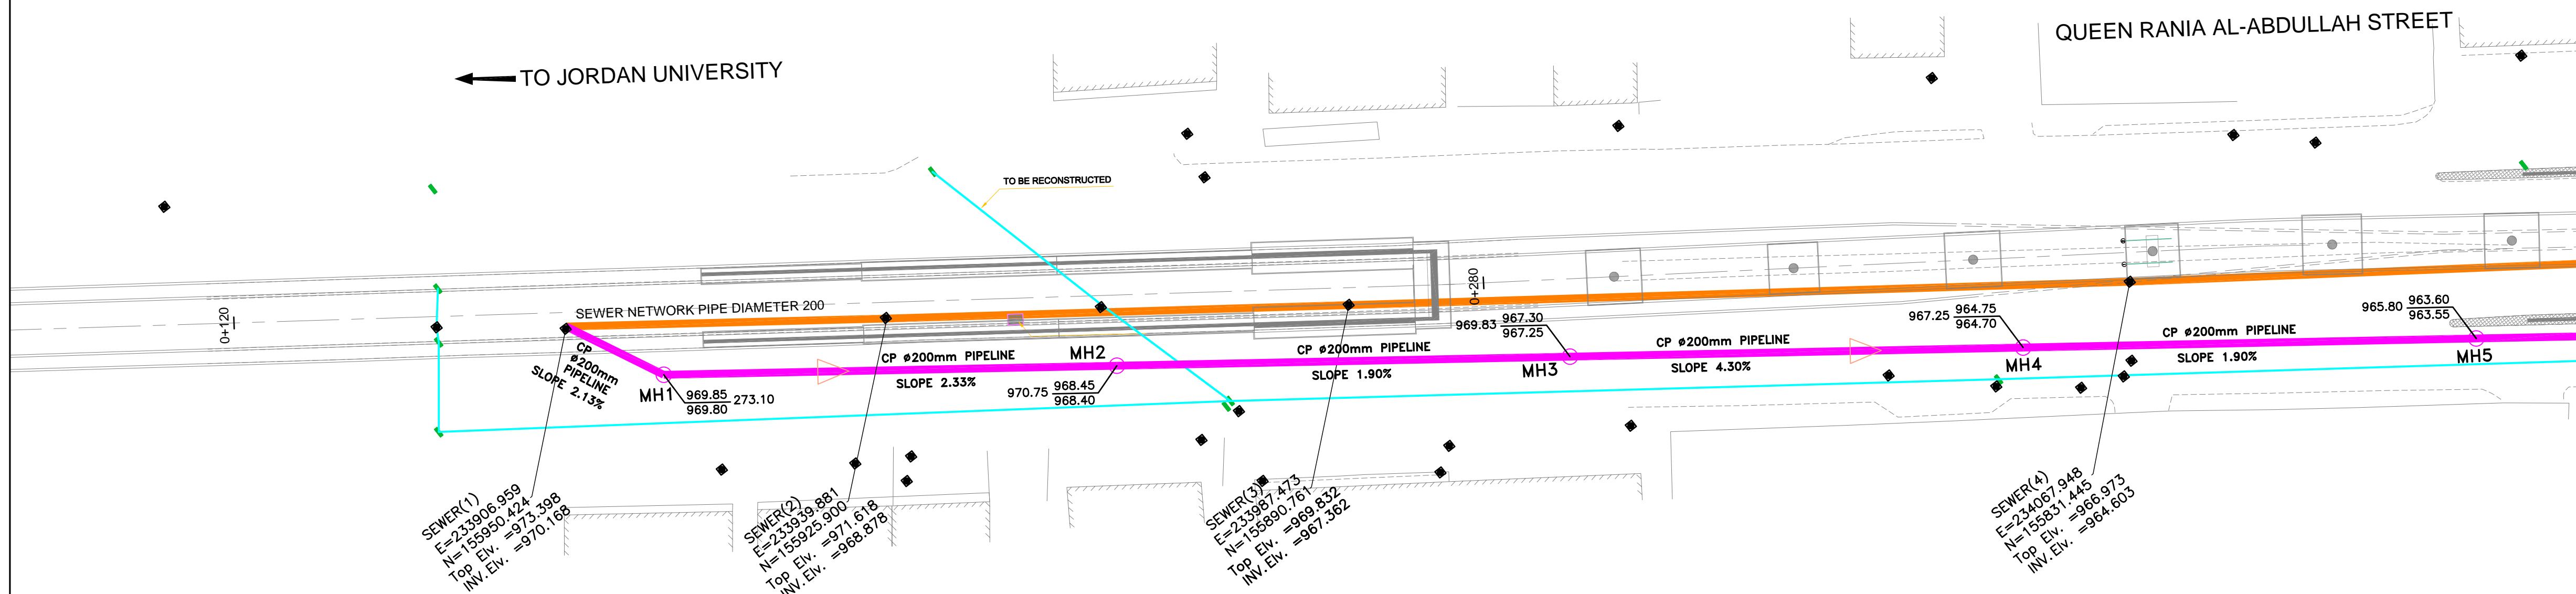 QUEEN RANIA AL-ABDULLAH STREET
TO JORDAN UNIVERSITY
TO BE RECONSTRUCTED
0+120
SEWER NETWORK PIPE DIAMETER 200
0+280
CP
ø200mm
PIPELINE
SLOPE 2.13%
MH1
969.85
969.80
273.10
CP ø200mm PIPELINE
SLOPE 2.33%
MH2
970.75
968.45
968.40
CP ø200mm PIPELINE
SLOPE 1.90%
969.83
967.30
967.25
MH3
CP ø200mm PIPELINE
SLOPE 4.30%
967.25
964.75
964.70
MH4
CP ø200mm PIPELINE
SLOPE 1.90%
965.80
963.60
963.55
MH5
SEWER(1)
E=233906.959
N=155950.424
Top Elv. =973.398
INV.Elv. =970.168
SEWER(2)
E=233939.881
N=155925.900
Top Elv. =971.618
INV.Elv. =968.878
SEWER(3)
E=233987.473
N=155890.761
Top Elv. =969.832
INV.Elv. =967.362
SEWER(4)
E=234067.948
N=155831.445
Top Elv. =966.973
INV.Elv. =964.603